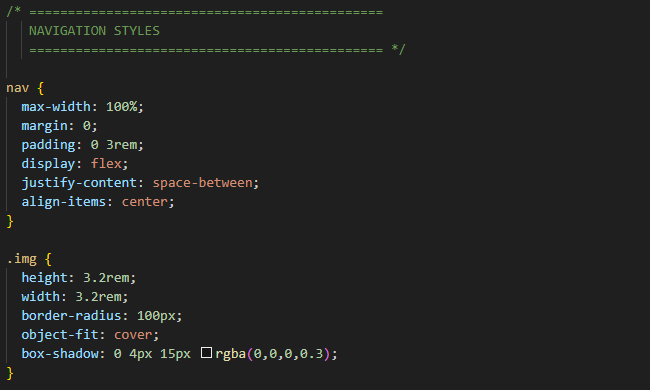 /* ==============================================
NAVIGATION STYLES
============================================== */
nav {
max-width: 100%;
margin: 0;
padding: 0 3rem;
display: flex;
justify-content: space-between;
align-items: center;
}
.img {
height: 3.2rem;
width: 3.2rem;
border-radius: 100px;
object-fit: cover;
box-shadow: 0 4px 15px rgba(0,0,0,0.3);
}